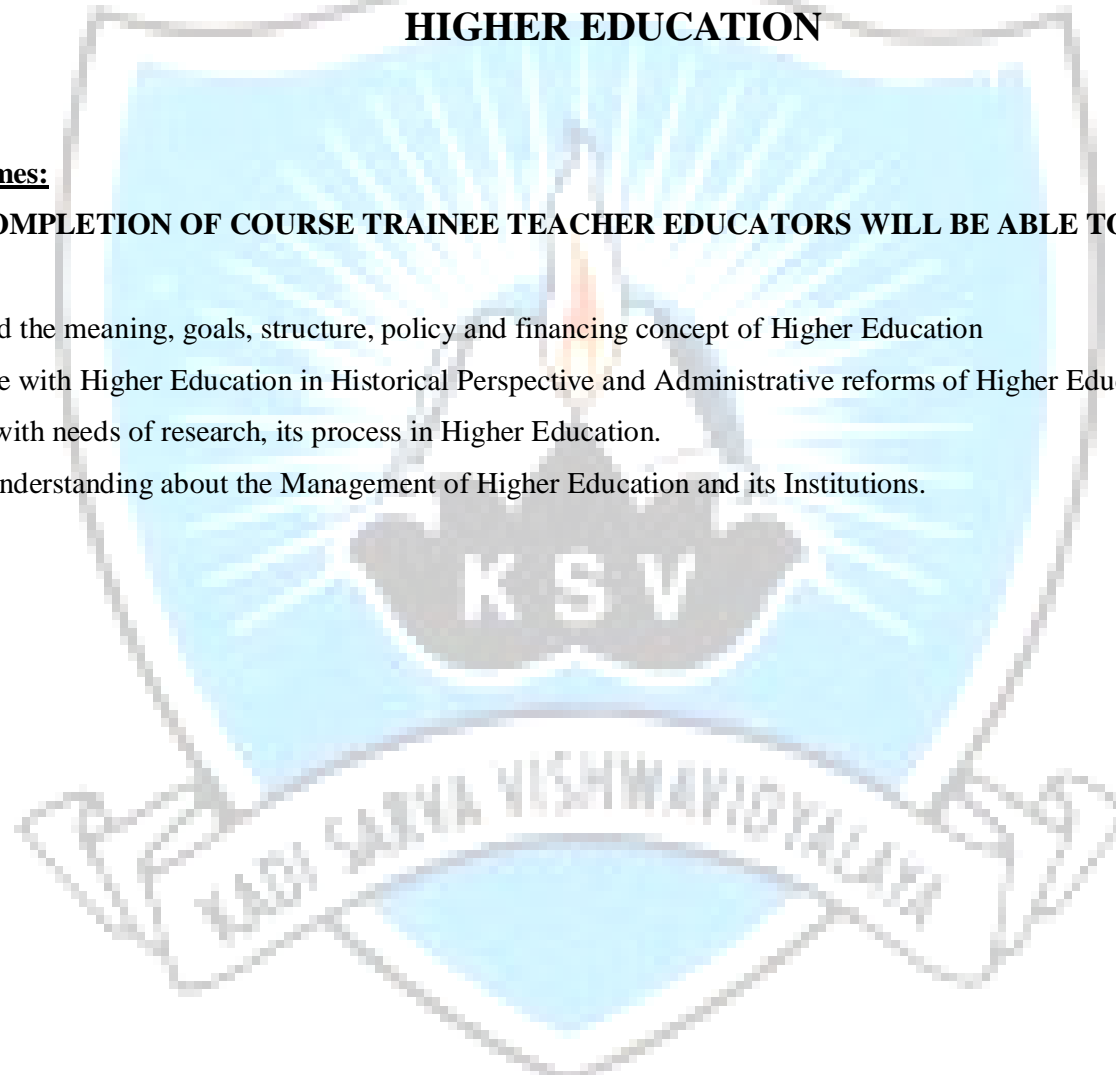 HIGHER EDUCATION
mes:
OMPLETION OF COURSE TRAINEE TEACHER EDUCATORS WILL BE ABLE TO
d the meaning, goals, structure, policy and financing concept of Higher Education
e with Higher Education in Historical Perspective and Administrative reforms of Higher Edu
with needs of research, its process in Higher Education.
nderstanding about the Management of Higher Education and its Institutions.
K S V
KADI SARVA VISHWAVIDYALAYA